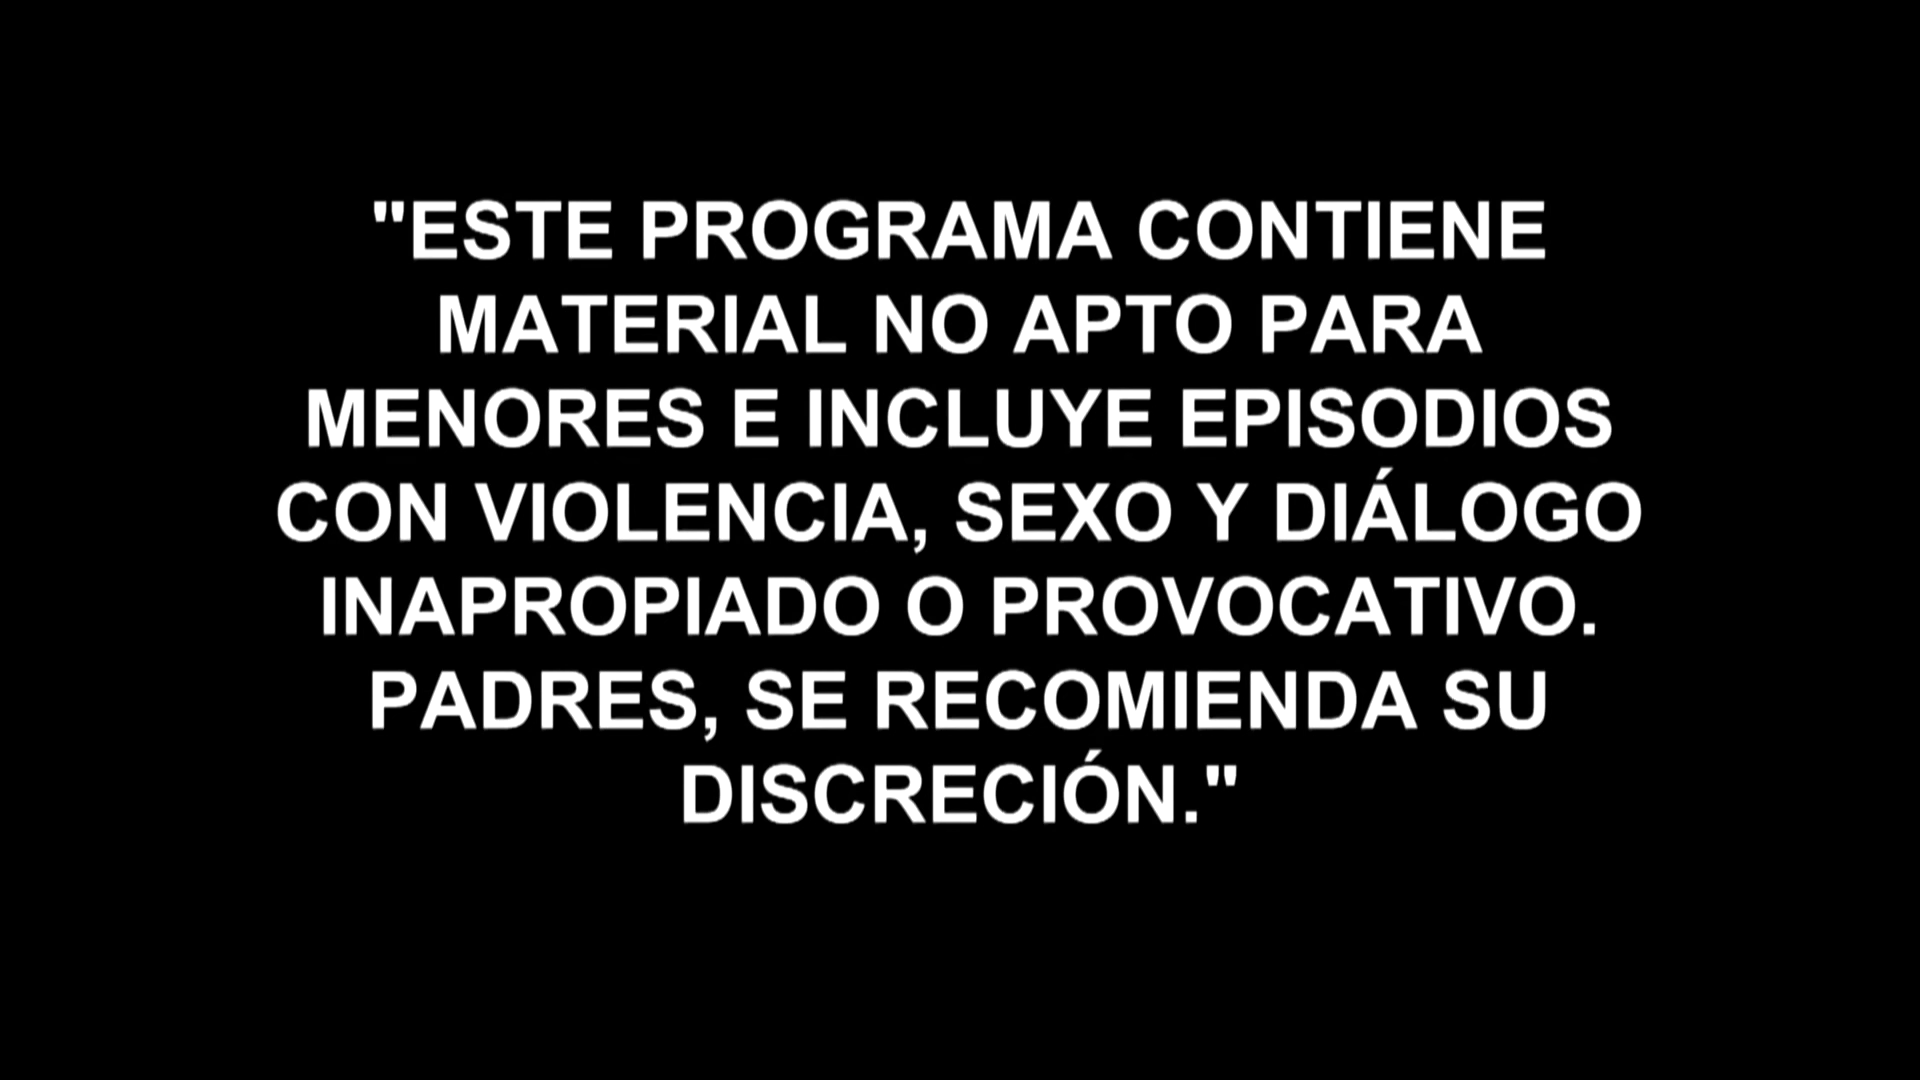 "ESTE PROGRAMA CONTIENE
MATERIAL NO APTO PARA
MENORES E INCLUYE EPISODIOS
CON VIOLENCIA, SEXO Y DIÁLOGO
INAPROPIADO O PROVOCATIVO.
PADRES, SE RECOMIENDA SU
DISCRECIÓN."